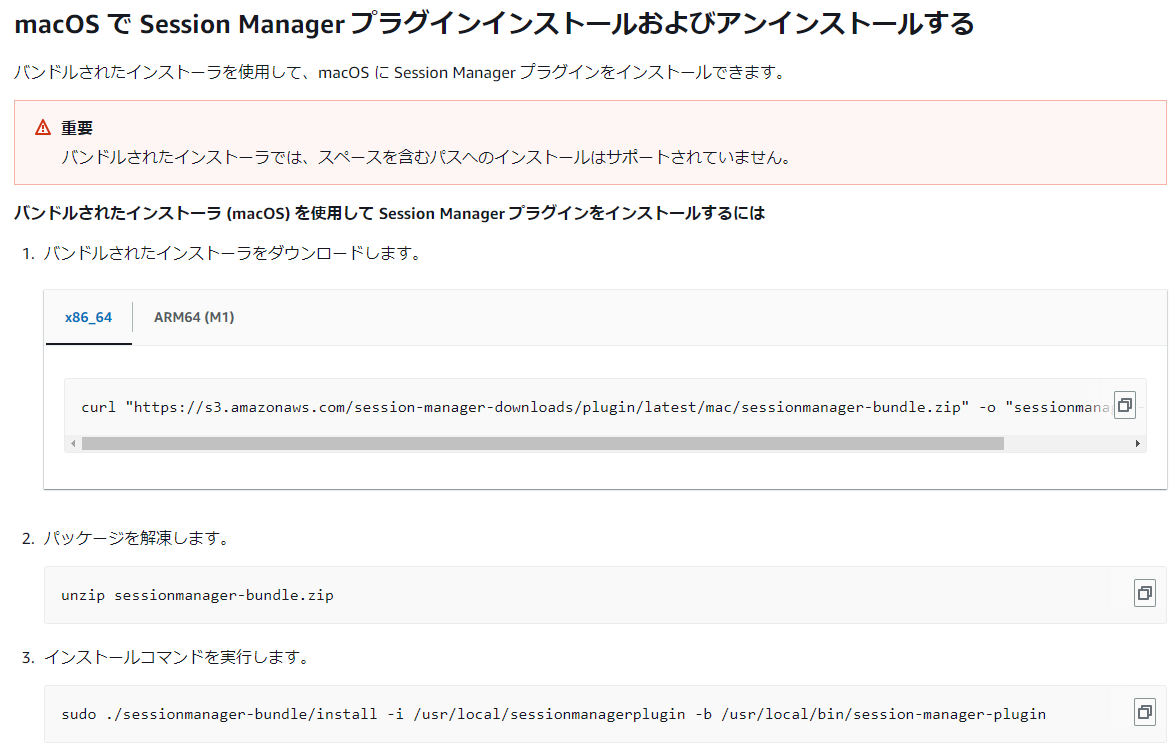 macOS で Session Manager プラグインインストールおよびアンインストールする
バンドルされたインストーラを使用して、macOS に Session Manager プラグインをインストールできます。
重要
バンドルされたインストーラでは、スペースを含むパスへのインストールはサポートされていません。
バンドルされたインストーラ (macOS) を使用して Session Manager プラグインをインストールするには
1. バンドルされたインストーラをダウンロードします。
x86_64 ARM64 (M1)
curl "https://s3.amazonaws.com/session-manager-downloads/plugin/latest/mac/sessionmanager-bundle.zip" -o "sessionmana
2. パッケージを解凍します。
unzip sessionmanager-bundle.zip
3. インストールコマンドを実行します。
sudo ./sessionmanager-bundle/install -i /usr/local/sessionmanagerplugin -b /usr/local/bin/session-manager-plugin